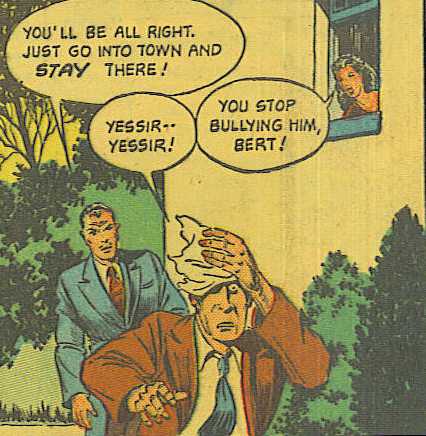 YOU'LL BE ALL RIGHT.
JUST GO INTO TOWN AND
STAY THERE!
YESSIR--
YESSIR!
YOU STOP
BULLYING HIM,
BERT!